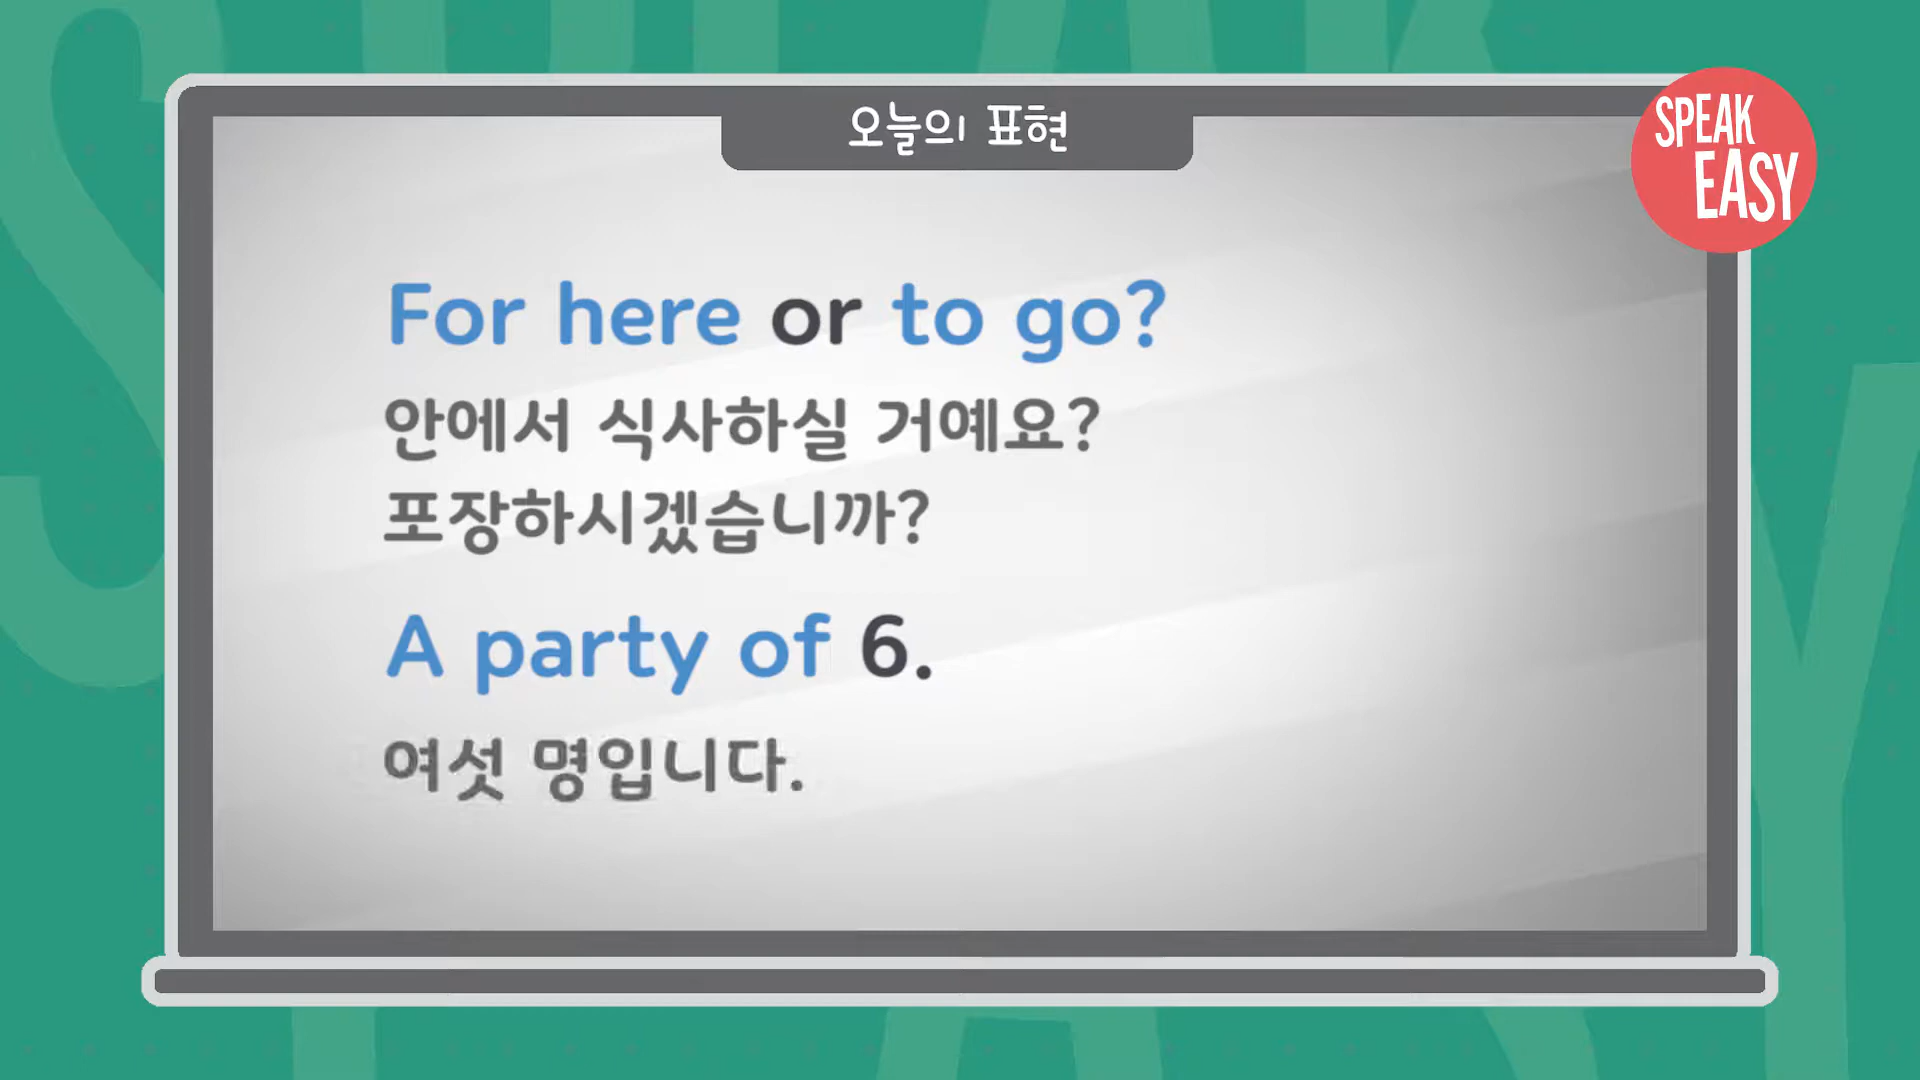 오늘의 표현
SPEAK
EASY
For here or to go?
안에서 식사하실 거예요?
포장하시겠습니까?
A party of 6.
여섯 명입니다.